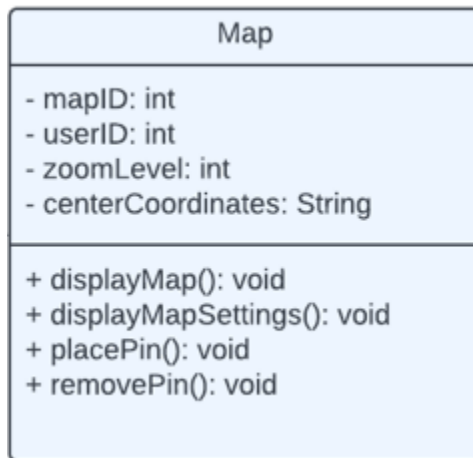 Map
- mapID: int
- userID: int
- zoomLevel: int
- centerCoordinates: String
+ displayMap(): void
+ displayMapSettings(): void
+ placePin(): void
+ removePin(): void